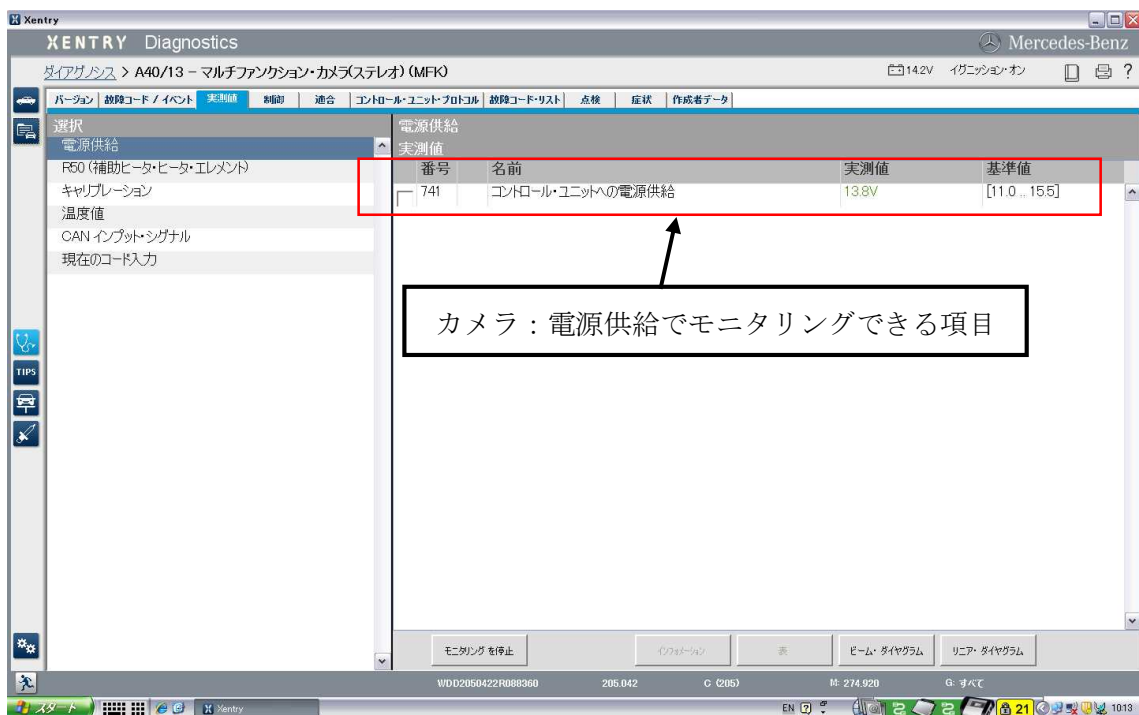 Xentry
XENTRY Diagnostics
Mercedes-Benz
ダイアグノシス > A40/13 − マルチファンクション・カメラ(ステレオ) (MFK)
14.2V イグニッション・オン
?
バージョン 故障コード / イベント 実測値 制御 適合 コントロール・ユニット・プロトコル 故障コード・リスト 点検 症状 作成者データ
選択
電源供給
R50 (補助ヒータ・ヒータ・エレメント)
キャリブレーション
温度値
CAN インプット・シグナル
現在のコード入力
電源供給
実測値
番号 名前 実測値 基準値
741 コントロール・ユニットへの電源供給 13.8V [11.0 .. 15.5]
カメラ：電源供給でモニタリングできる項目
TIPS
モニタリング を停止 インフォメーション 表 ビーム・ダイヤグラム リニア・ダイヤグラム
WDD2050422R088360 205.042 C (205) M: 274.920 G: すべて
スタート Xentry EN 21 1013